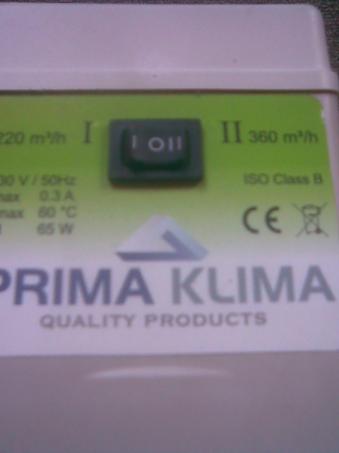 220 m³/h I I O II II 360 m³/h
30 V / 50Hz ISO Class B
max 0.3 A
max 60 °C CE
65 W
PRIMA KLIMA
QUALITY PRODUCTS